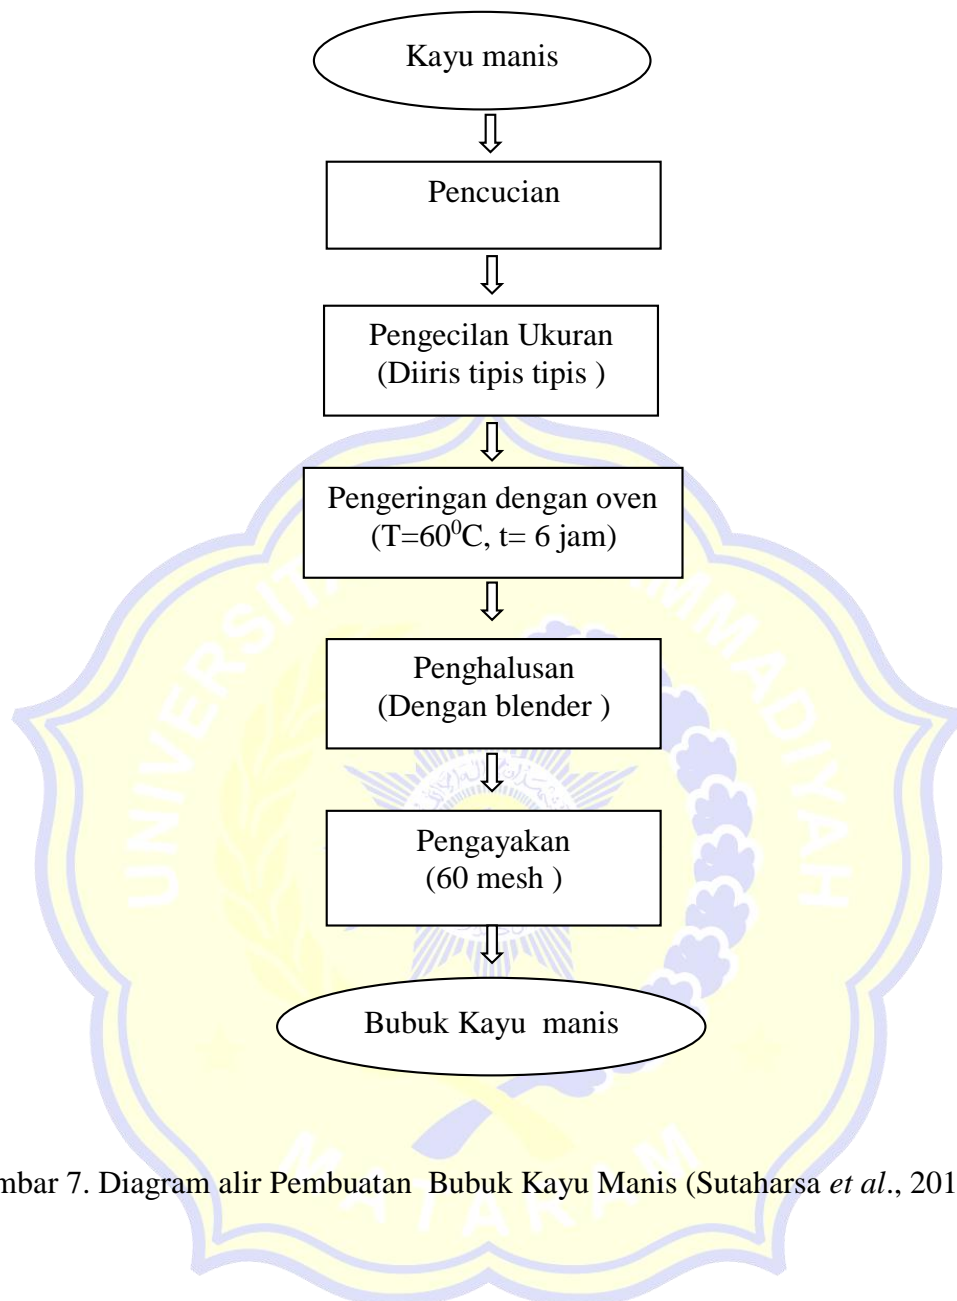 Kayu manis
Pencucian
Pengecilan Ukuran
(Diiris tipis tipis )
Pengeringan dengan oven
(T=60⁰C, t= 6 jam)
Penghalusan
(Dengan blender )
Pengayakan
(60 mesh )
Bubuk Kayu  manis
mbar 7. Diagram alir Pembuatan  Bubuk Kayu Manis (Sutaharsa et al., 201
MATARAM